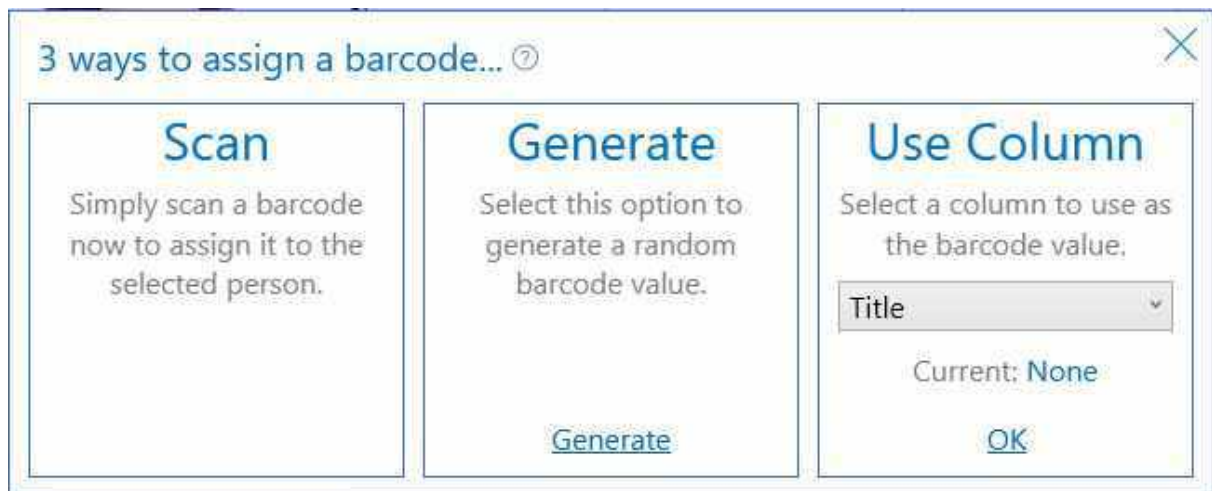 3 ways to assign a barcode...
Scan
Simply scan a barcode
now to assign it to the
selected person.
Generate
Select this option to
generate a random
barcode value.
Generate
Use Column
Select a column to use as
the barcode value.
Title
Current: None
OK